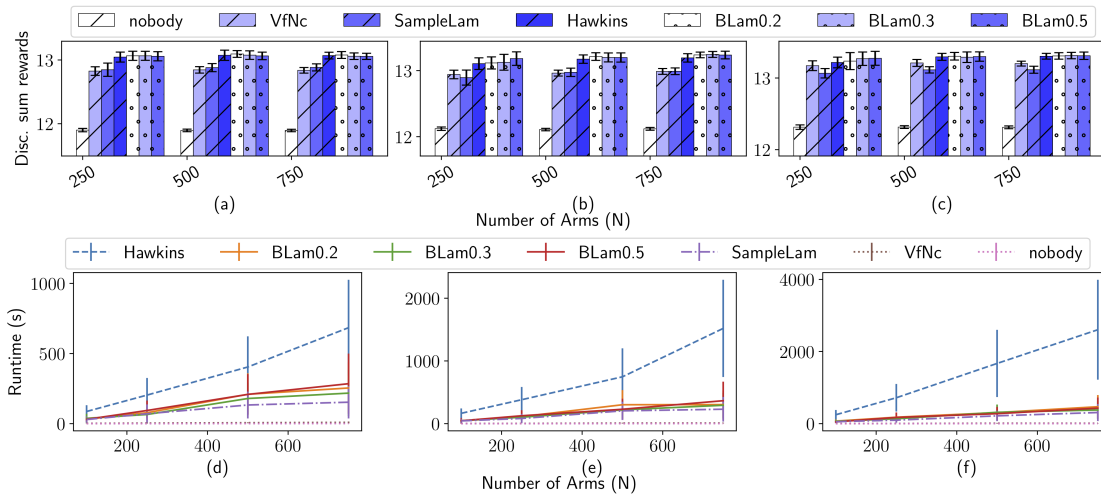 nobody VfNc SampleLam Hawkins BLam0.2 BLam0.3 BLam0.5
Disc. sum rewards
13
12
250 500 750
(a)
13
12
250 500 750
(b)
13
12
250 500 750
(c)
Number of Arms (N)
Hawkins BLam0.2 BLam0.3 BLam0.5 SampleLam VfNc nobody
Runtime (s)
1000
500
0
200 400 600
(d)
2000
1000
0
200 400 600
(e)
4000
2000
0
200 400 600
(f)
Number of Arms (N)